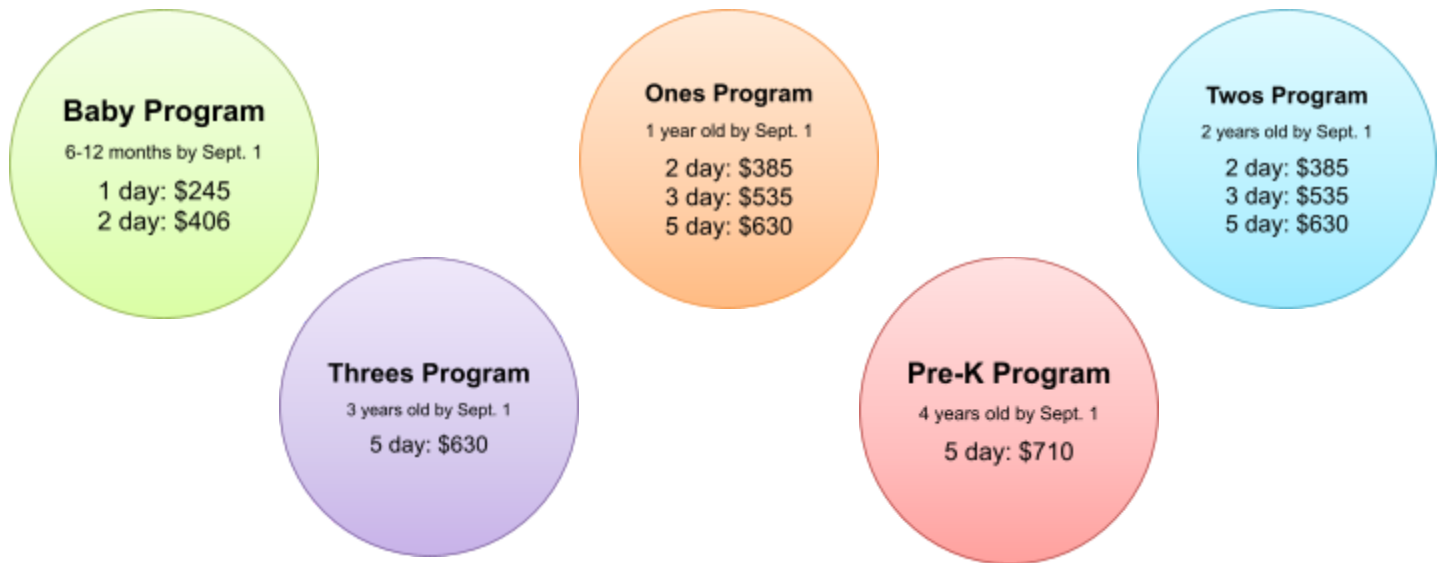 Baby Program
6-12 months by Sept. 1
1 day: $245
2 day: $406
Ones Program
1 year old by Sept. 1
2 day: $385
3 day: $535
5 day: $630
Twos Program
2 years old by Sept. 1
2 day: $385
3 day: $535
5 day: $630
Threes Program
3 years old by Sept. 1
5 day: $630
Pre-K Program
4 years old by Sept. 1
5 day: $710